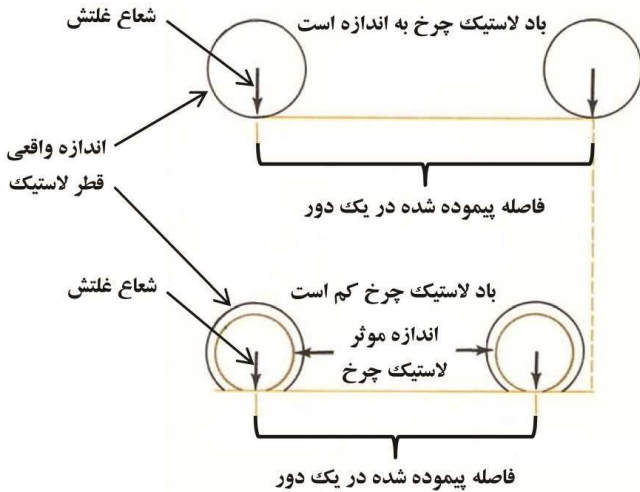 شعاع غلتش
باد لاستیک چرخ به اندازه است
اندازه واقعی
قطر لاستیک
فاصله پیموده شده در یک دور
شعاع غلتش
باد لاستیک چرخ کم است
اندازه موثر
لاستیک چرخ
فاصله پیموده شده در یک دور